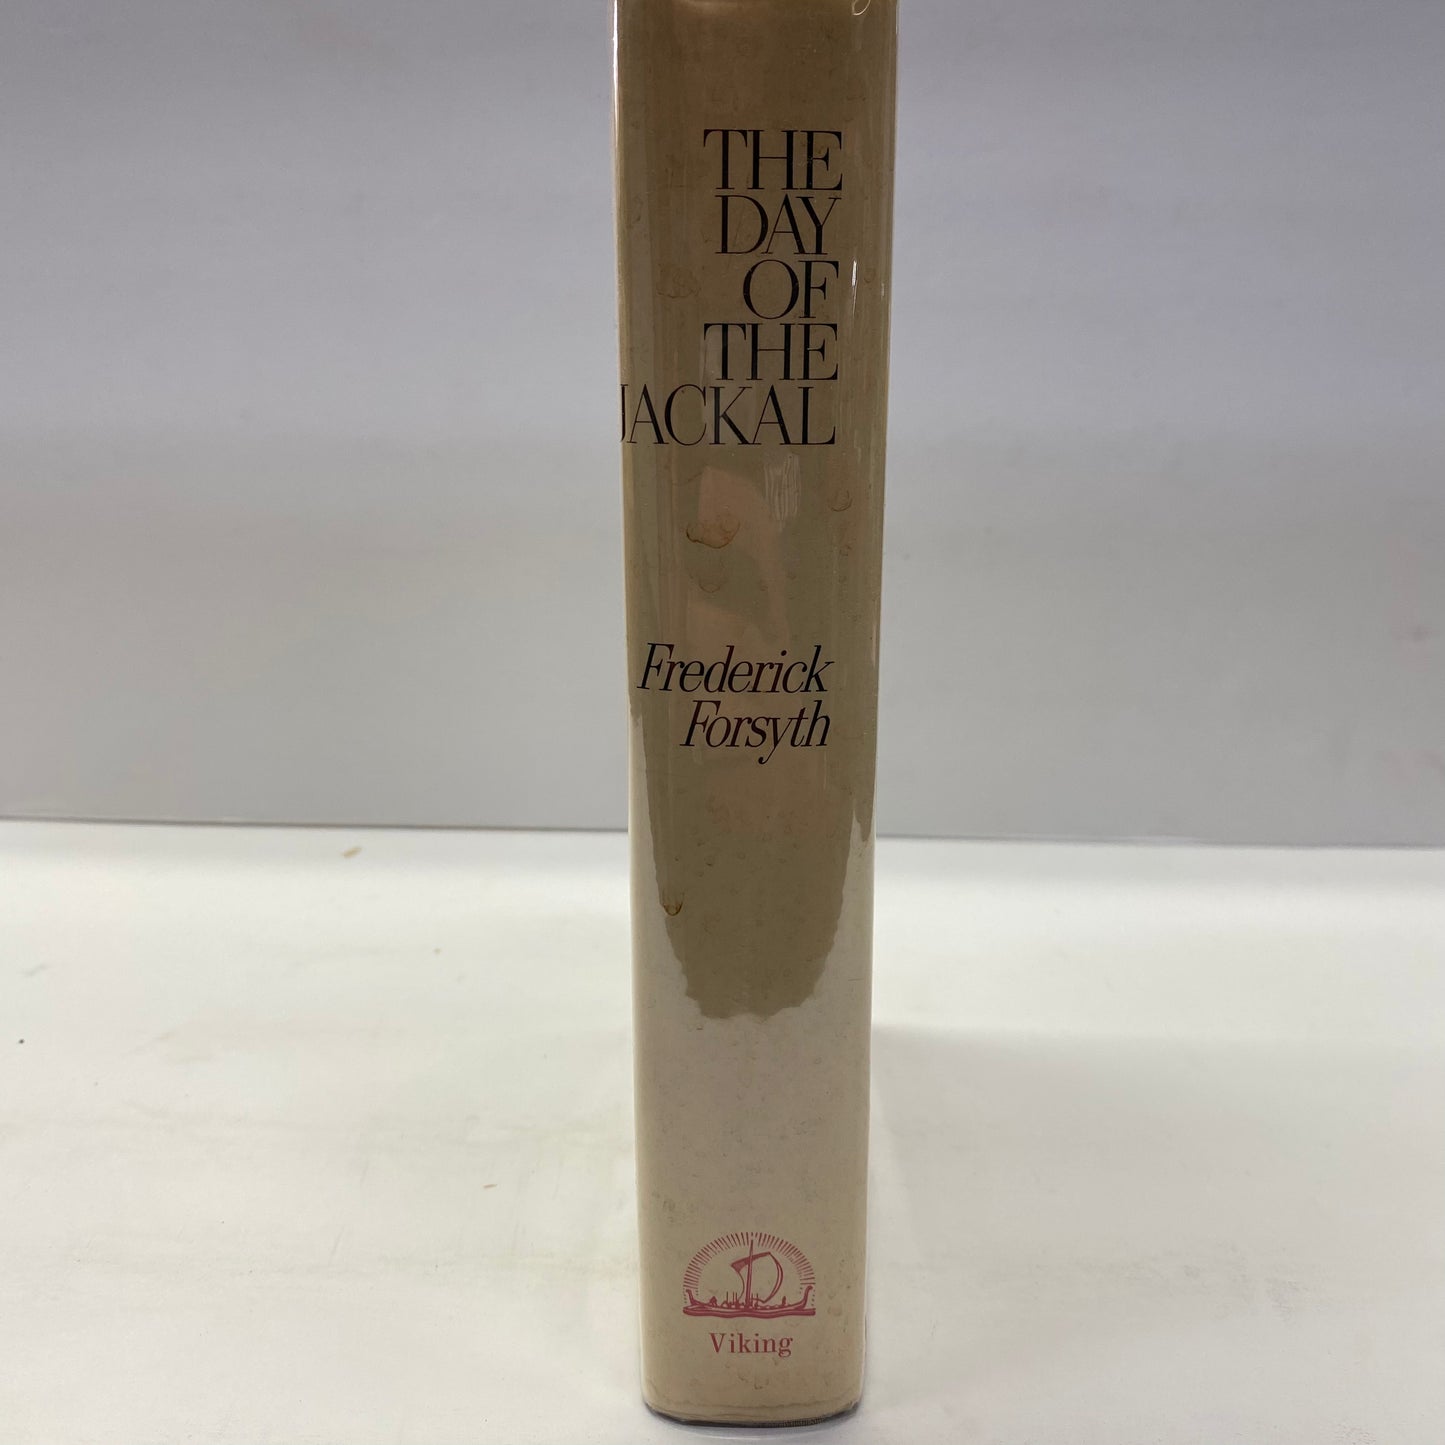 THE
DAY
OF
THE
JACKAL
Frederick
Forsyth
Viking